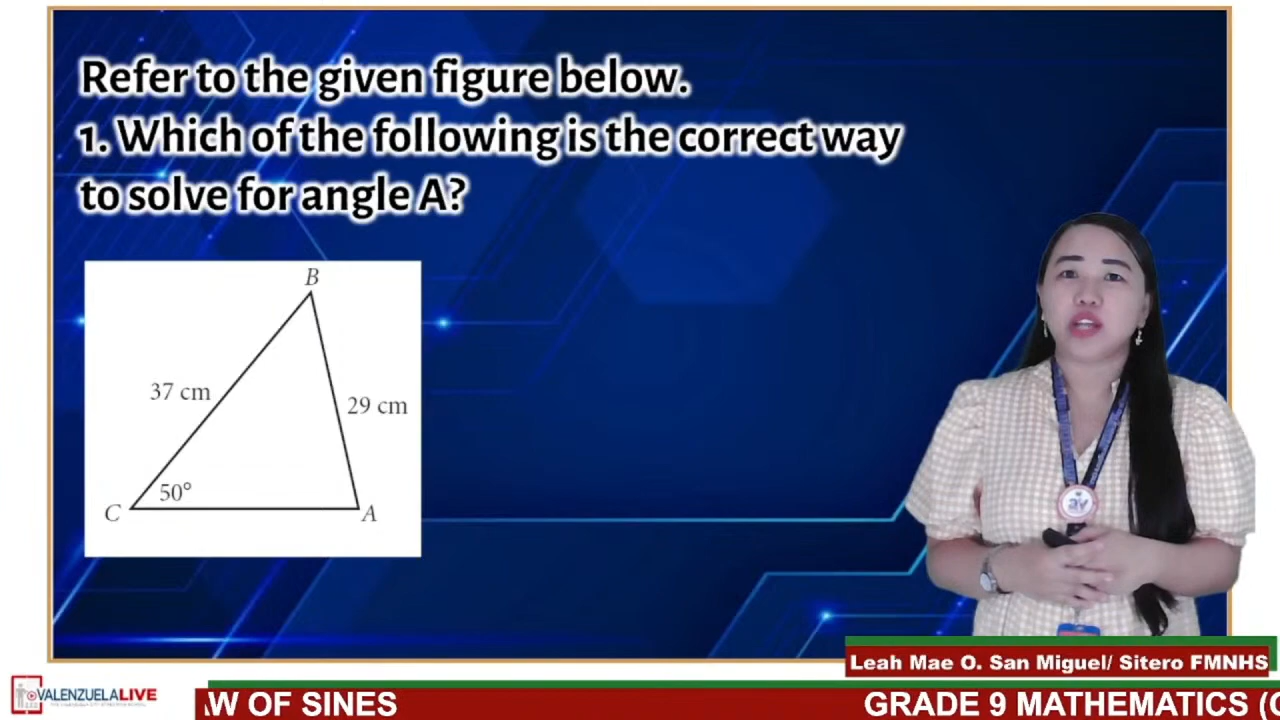 Refer to the given figure below.
1. Which of the following is the correct way
to solve for angle A?
B
37 cm
29 cm
50°
C
A
Leah Mae O. San Miguel/ Sitero FMNHS
VALENZUELALIVE
W OF SINES
GRADE 9 MATHEMATICS (